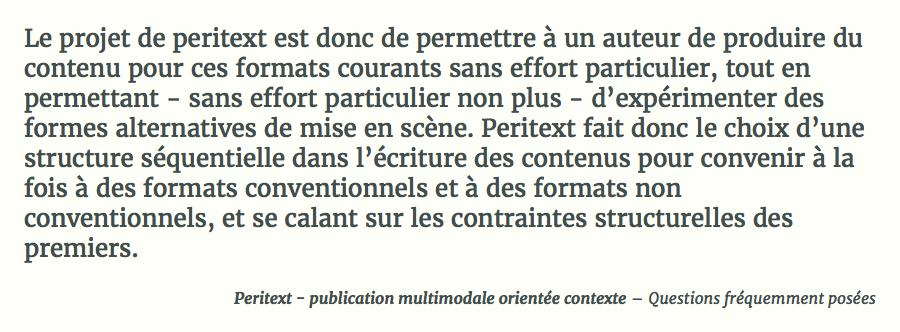 Le projet de peritext est donc de permettre à un auteur de produire du
contenu pour ces formats courants sans effort particulier, tout en
permettant - sans effort particulier non plus - d’expérimenter des
formes alternatives de mise en scène. Peritext fait donc le choix d’une
structure séquentielle dans l’écriture des contenus pour convenir à la
fois à des formats conventionnels et à des formats non
conventionnels, et se calant sur les contraintes structurelles des
premiers.
Peritext - publication multimodale orientée contexte – Questions fréquemment posées